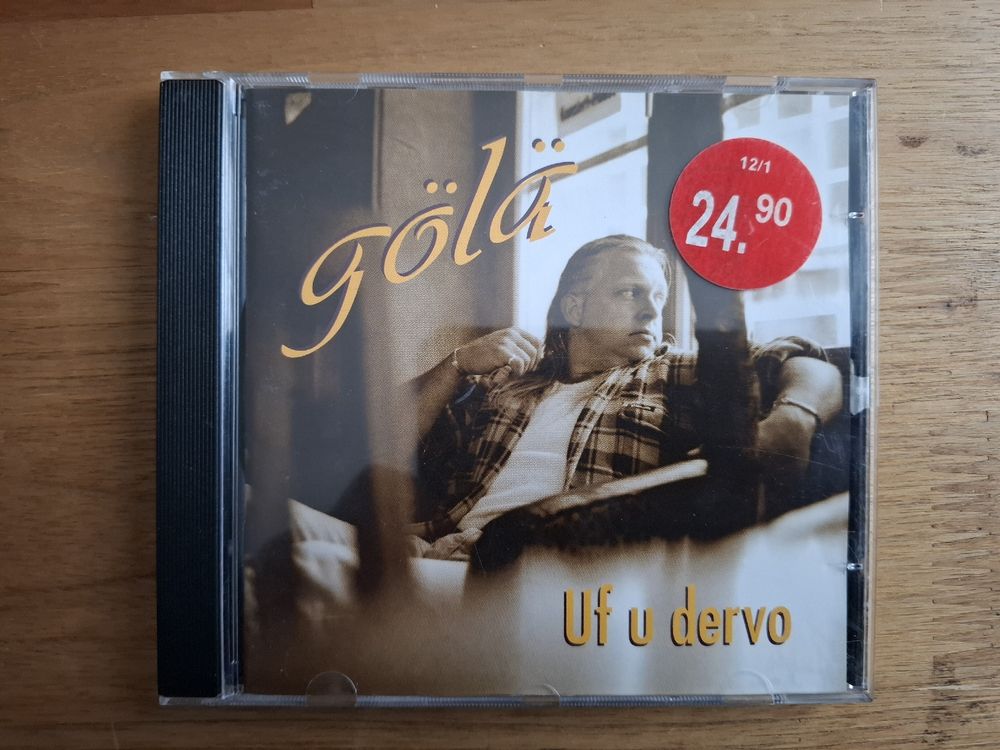 gölä
12/1
24.90
Uf u dervo